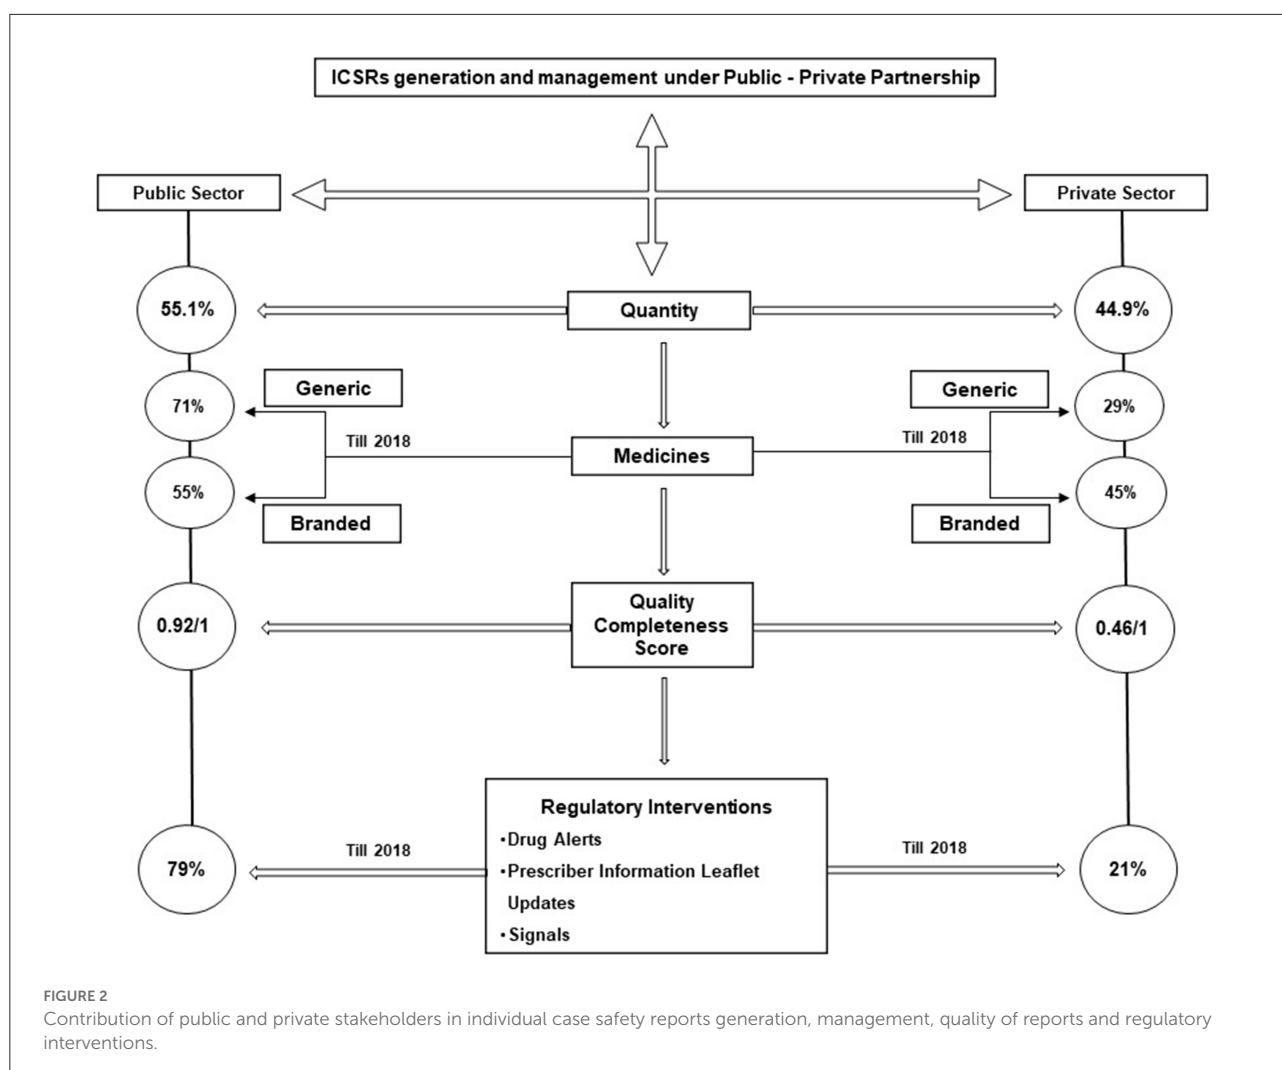 ICSRs generation and management under Public - Private Partnership
Public Sector
Private Sector
55.1%
Quantity
44.9%
Generic
Generic
71%
29%
Till 2018
Medicines
Till 2018
55%
45%
Branded
Branded
0.92/1
Quality
Completeness
Score
0.46/1
Regulatory Interventions
•Drug Alerts
•Prescriber Information Leaflet
Updates
•Signals
Till 2018
Till 2018
79%
21%
FIGURE 2
Contribution of public and private stakeholders in individual case safety reports generation, management, quality of reports and regulatory
interventions.